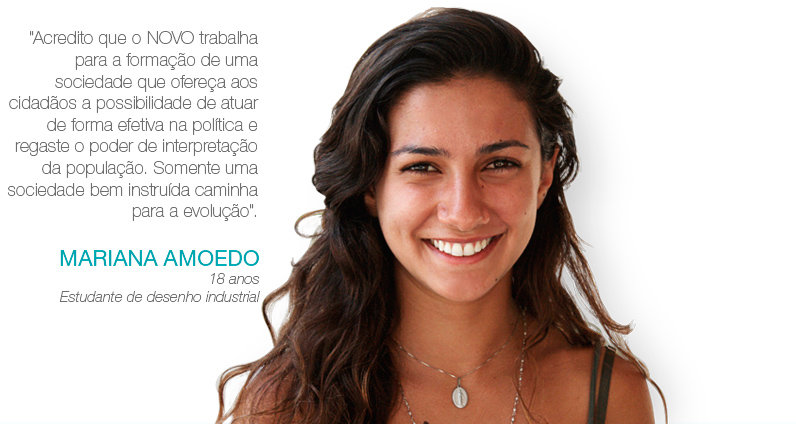 "Acredito que o NOVO trabalha
para a formação de uma
sociedade que ofereça aos
cidadãos a possibilidade de atuar
de forma efetiva na política e
regaste o poder de interpretação
da população. Somente uma
sociedade bem instruída caminha
para a evolução".
MARIANA AMOEDO
18 anos
Estudante de desenho industrial